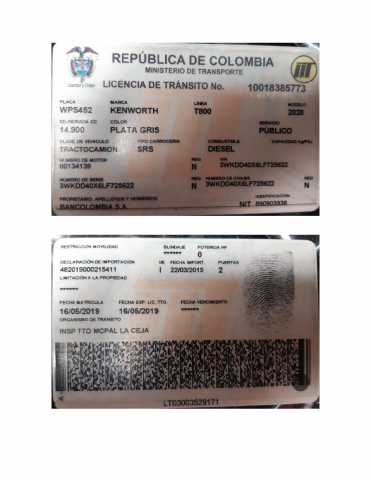 REPÚBLICA DE COLOMBIA
MINISTERIO DE TRANSPORTE
Libertad y Orden
LICENCIA DE TRÁNSITO No. 10018385773
PLACA MARCA LINEA MODELO
WPS452 KENWORTH T800 2020
CILINDRADA CC COLOR SERVICIO
14.900 PLATA GRIS PÚBLICO
CLASE DE VEHÍCULO TIPO CARROCERÍA COMBUSTIBLE CAPACIDAD Kg/PSJ
TRACTOCAMION SRS DIESEL
NÚMERO DE MOTOR REG VIN
N 3WKDD40X6LF725622
NÚMERO DE SERIE REG NÚMERO DE CHASIS REG
3WKDD40X6LF725622 N 3WKDD40X6LF725622 N
PROPIETARIO: APELLIDO(S) Y NOMBRE(S) IDENTIFICACIÓN
BANCOLOMBIA S.A. NIT 890903938
RESTRICCIÓN MOVILIDAD BLINDAJE POTENCIA HP
****** ****** 0
DECLARACIÓN DE IMPORTACIÓN I/E FECHA IMPORT. PUERTAS
482019000215411 I 22/03/2015 2
LIMITACIÓN A LA PROPIEDAD
******
FECHA MATRICULA FECHA EXP. LIC. TTO. FECHA VENCIMIENTO
16/05/2019 16/05/2019 ******
ORGANISMO DE TRÁNSITO
INSP TTO MCPAL LA CEJA
LT03003529171